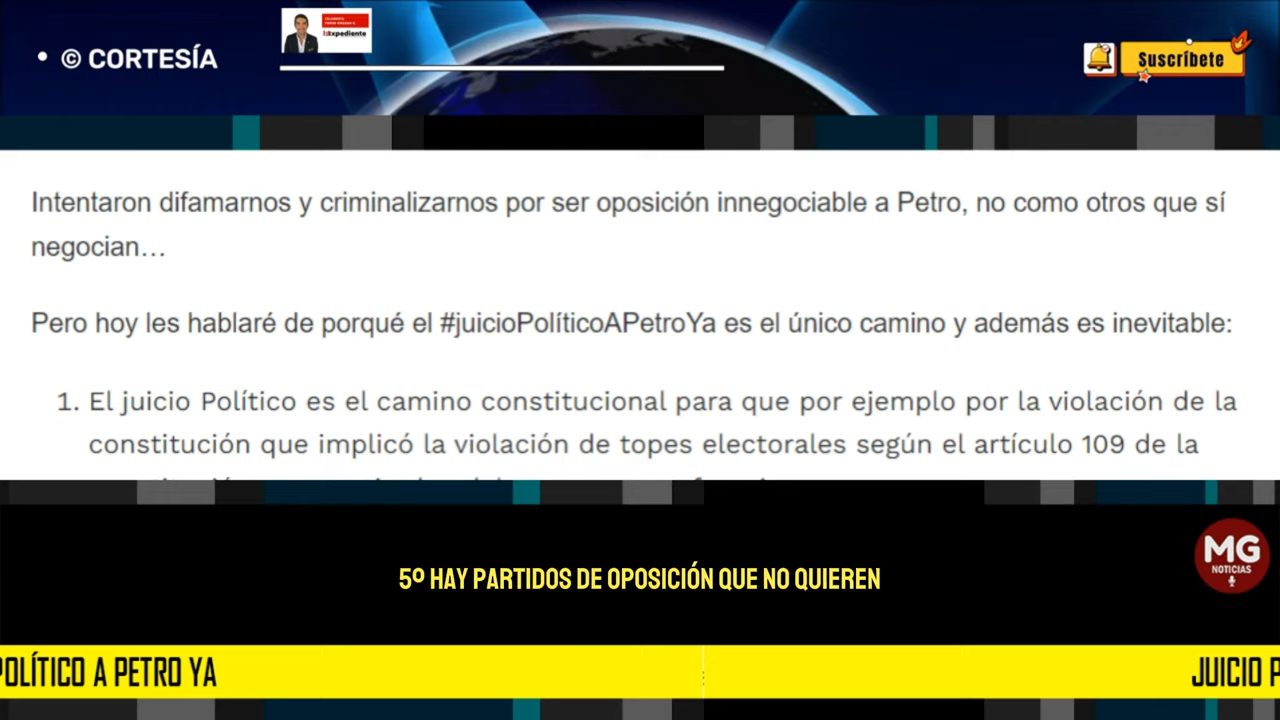 • © CORTESÍA
Expediente
Suscríbete
Intentaron difamarnos y criminalizarnos por ser oposición innegociable a Petro, no como otros que sí
negocian…
Pero hoy les hablaré de porqué el #juicioPolíticoAPetroYa es el único camino y además es inevitable:
1. El juicio Político es el camino constitucional para que por ejemplo por la violación de la
constitución que implicó la violación de topes electorales según el artículo 109 de la
MG
NOTICIAS
5º HAY PARTIDOS DE OPOSICIÓN QUE NO QUIEREN
POLÍTICO A PETRO YA
JUICIO P